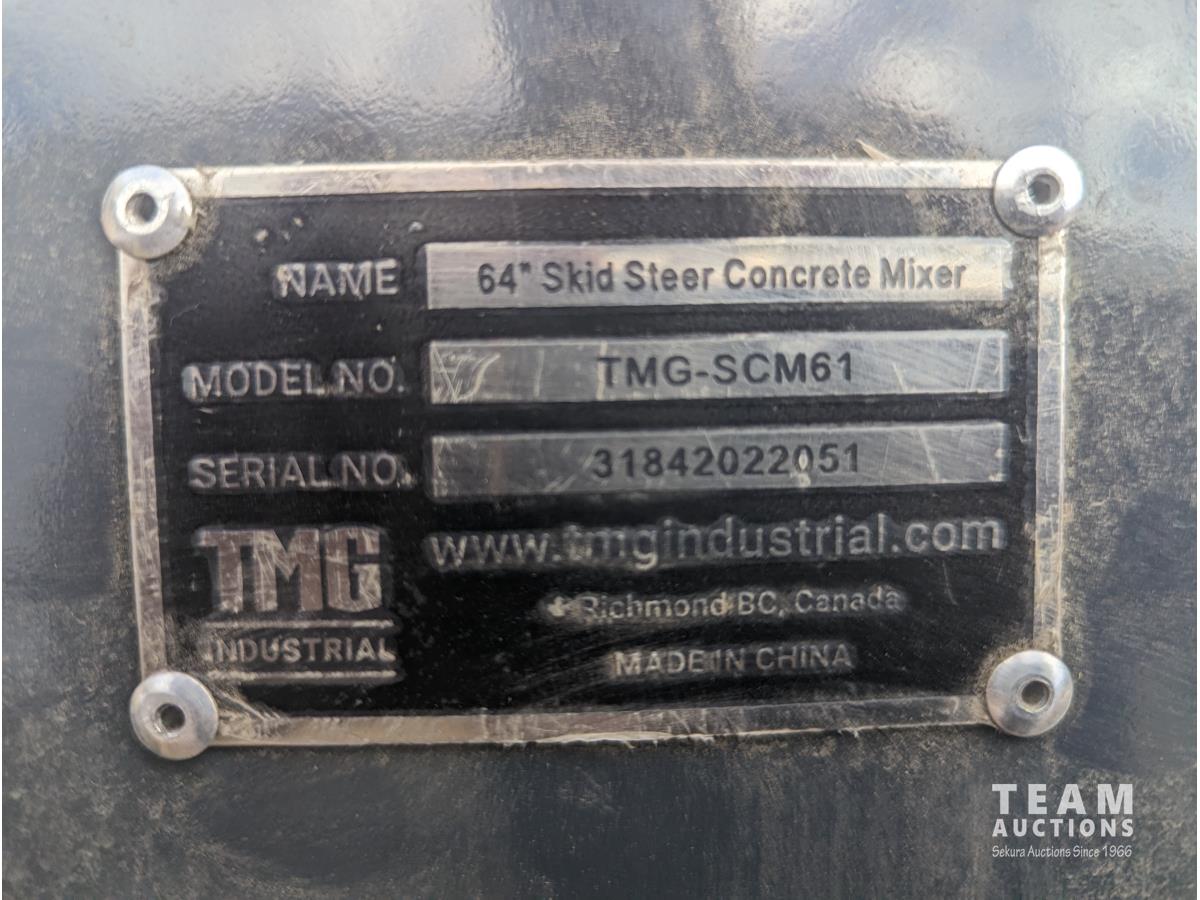 NAME 64" Skid Steer Concrete Mixer
MODEL NO. TMG-SCM61
SERIAL NO. 31842022051
TMG
INDUSTRIAL
www.tmgindustrial.com
Richmond BC, Canada
MADE IN CHINA
TEAM
AUCTIONS
Sekura Auctions Since 1966